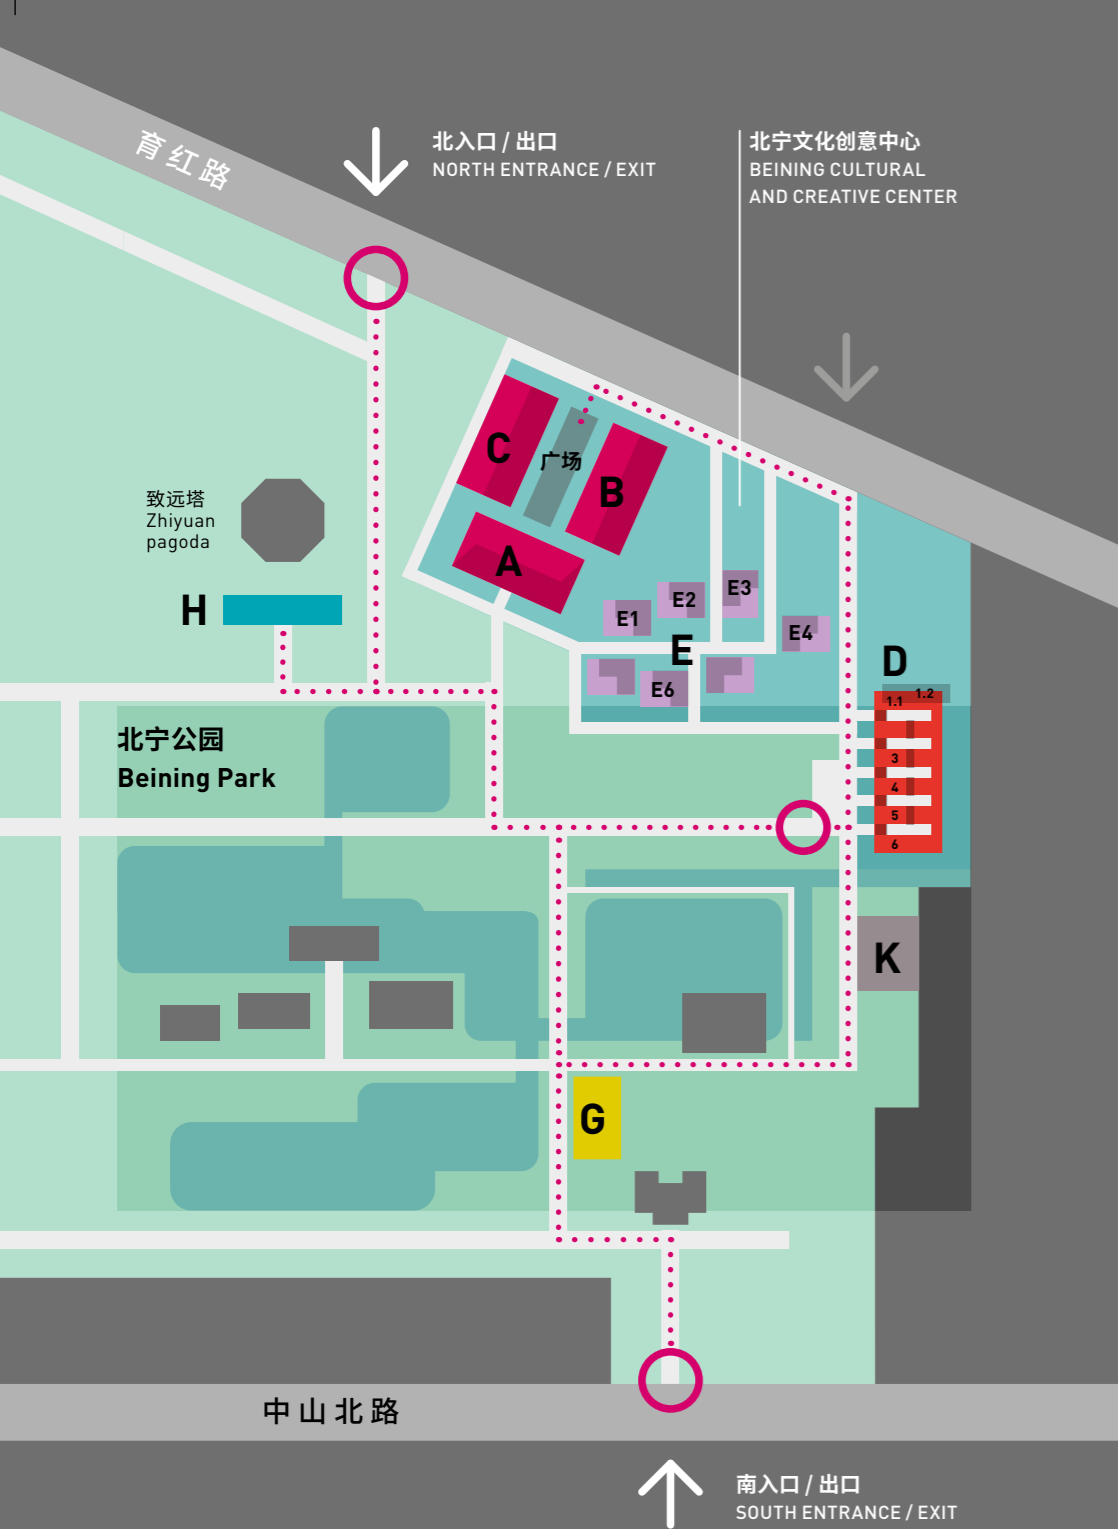 北入口 / 出口
NORTH ENTRANCE / EXIT
北宁文化创意中心
BEINING CULTURAL
AND CREATIVE CENTER
育红路
C
广场
B
A
致远塔
Zhiyuan
pagoda
H
E1
E2
E3
E4
E
E6
D
1.1
1.2
3
4
5
6
北宁公园
Beining Park
K
G
中山北路
南入口 / 出口
SOUTH ENTRANCE / EXIT